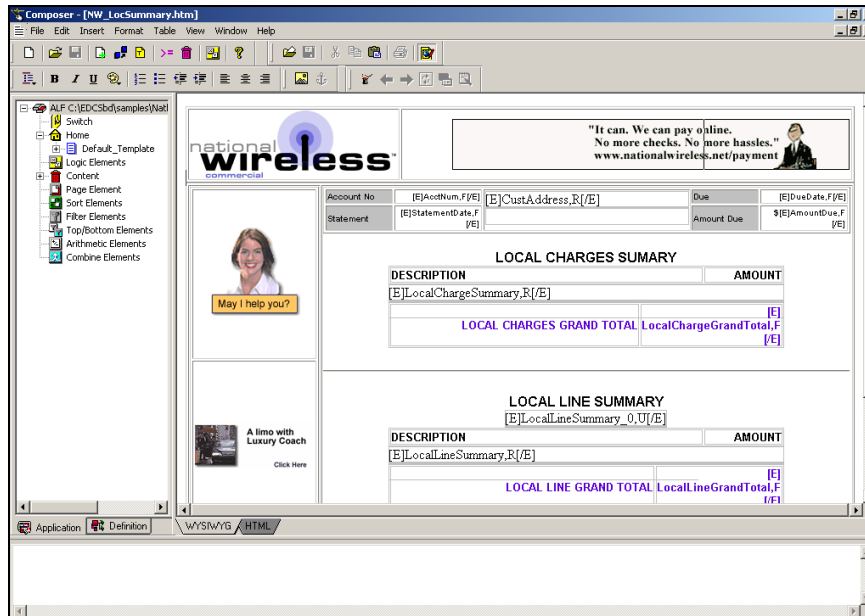 Composer - [NW_LocSummary.htm]
File Edit Insert Format Table View Window Help
B I U
ALF C:\EDCSbd\samples\Natl
Switch
Home
Default_Template
Logic Elements
Content
Page Element
Sort Elements
Filter Elements
Top/Bottom Elements
Arithmetic Elements
Combine Elements
Application
Definition
national
wireless
commercial
"It can. We can pay online.
No more checks. No more hassles."
www.nationalwireless.net/payment
Account No [E]AcctNum,F[/E] [E]CustAddress,R[/E] Due [E]DueDate,F[/E]
Statement [E]StatementDate,F[/E] Amount Due $[E]AmountDue,F[/E]
May I help you?
A limo with
Luxury Coach
Click Here
LOCAL CHARGES SUMARY
DESCRIPTION AMOUNT
[E]LocalChargeSummary,R[/E]
LOCAL CHARGES GRAND TOTAL [E]LocalChargeGrandTotal,F[/E]
LOCAL LINE SUMMARY
[E]LocalLineSummary_0,U[/E]
DESCRIPTION AMOUNT
[E]LocalLineSummary,R[/E]
LOCAL LINE GRAND TOTAL [E]LocalLineGrandTotal,F[/E]
WYSIWYG HTML